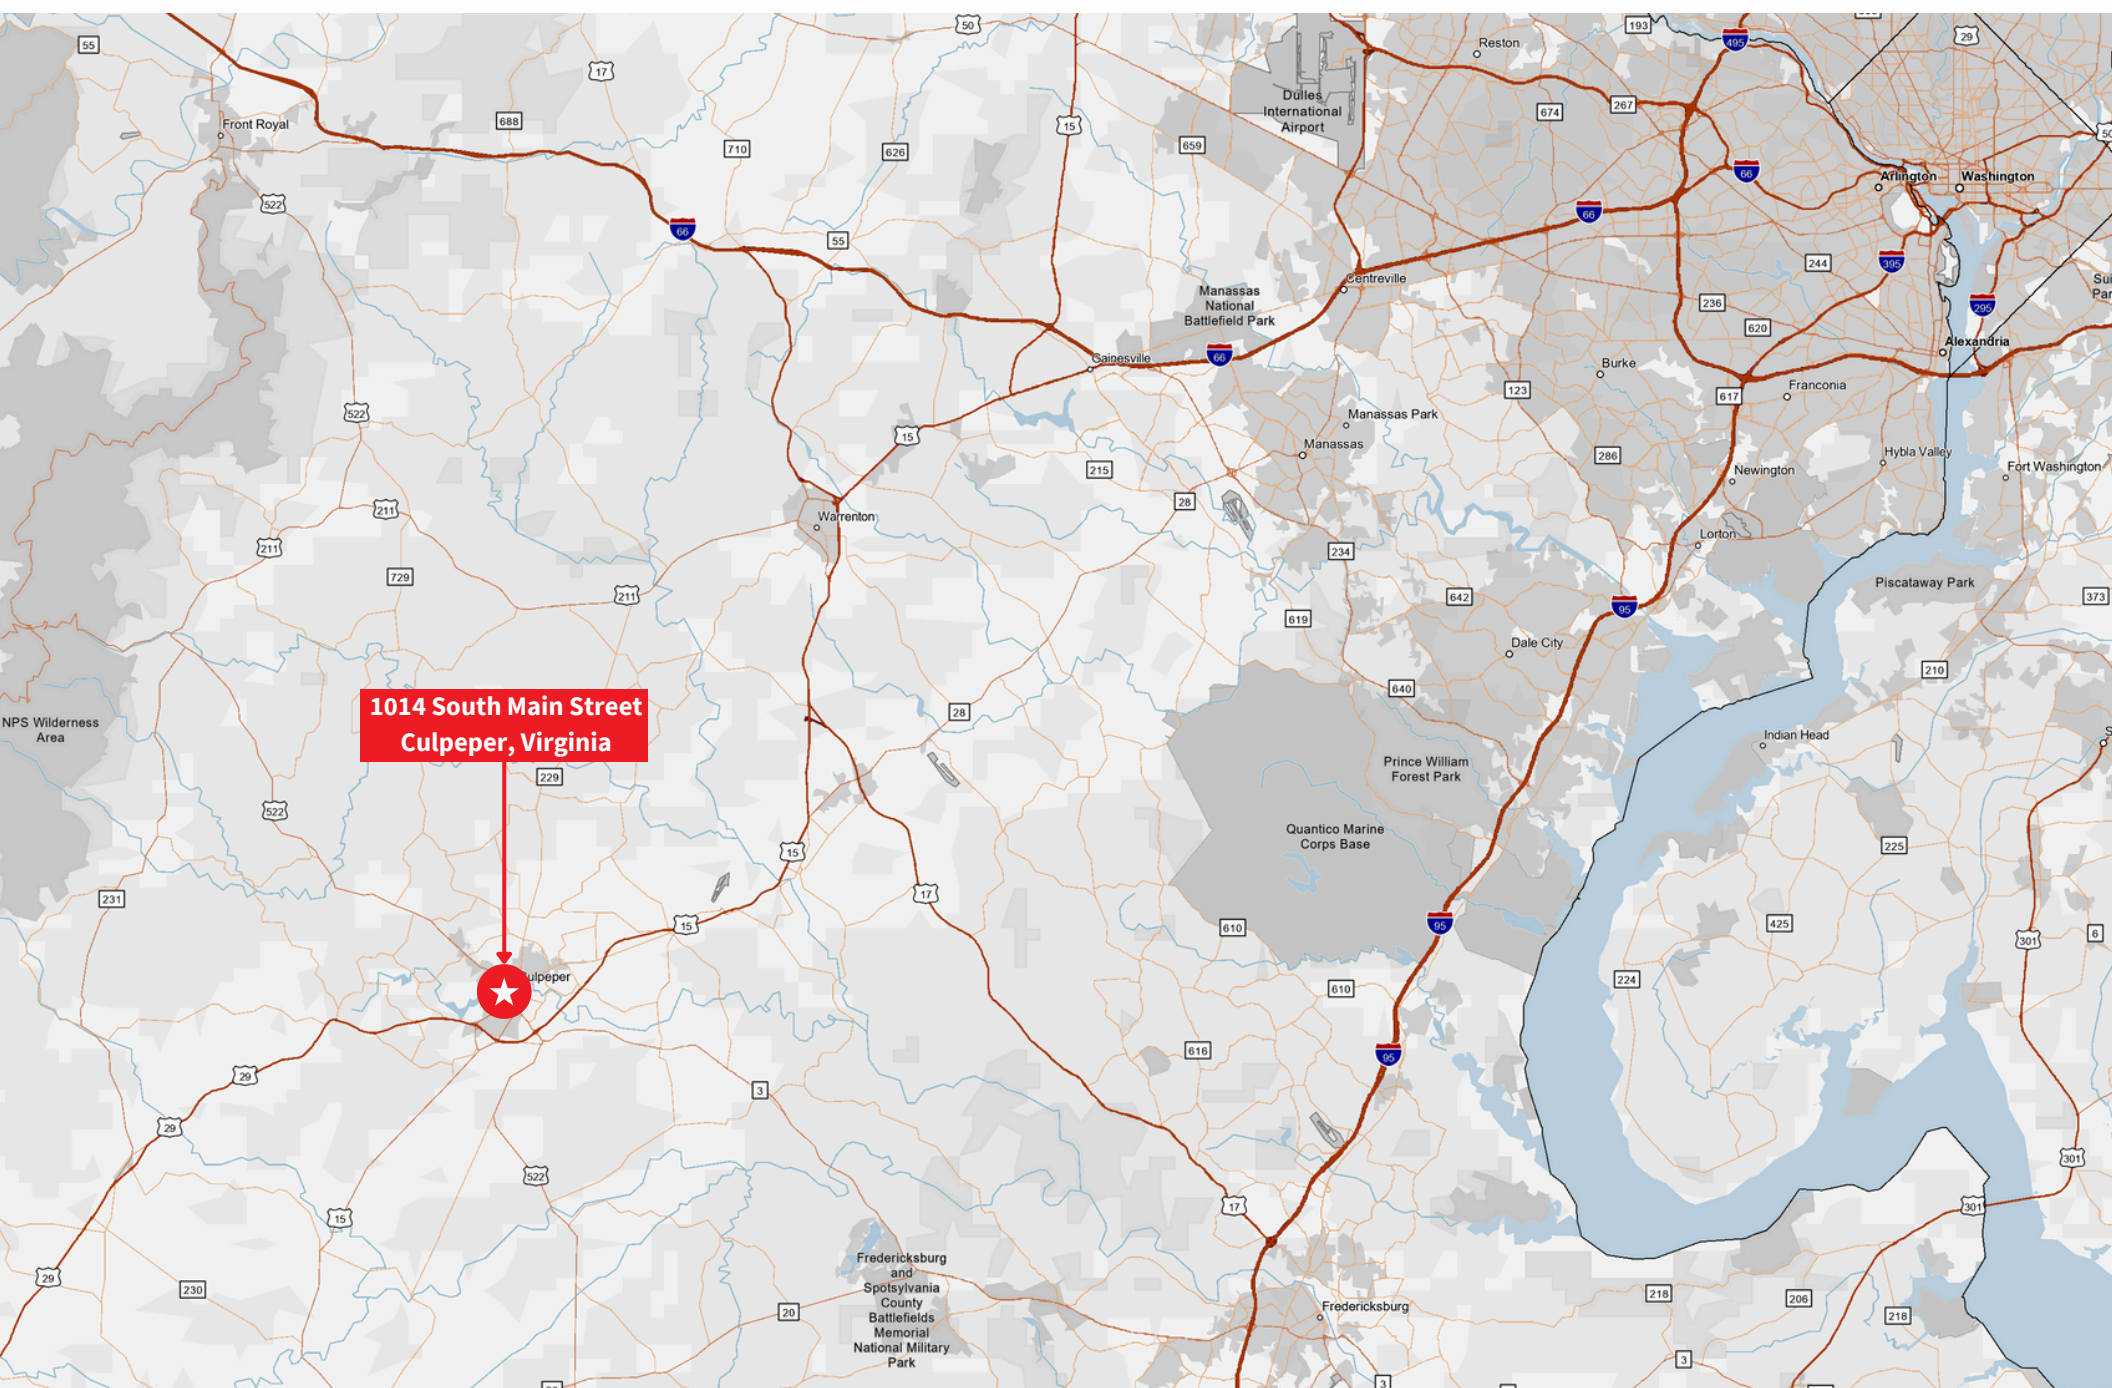 50
193
29
55
495
Reston
17
Dulles
International
Airport
267
674
688
Front Royal
15
50
710
626
659
66
Arlington
Washington
522
66
66
55
244
395
Manassas
National
Battlefield Park
Centreville
236
295
620
Alexandria
Gainesville
66
Burke
Franconia
123
617
522
Manassas Park
15
Manassas
286
Hybla Valley
215
Newington
Fort Washington
28
211
Warrenton
211
Lorton
234
729
Piscataway Park
211
642
373
95
619
Dale City
210
640
1014 South Main Street
Culpeper, Virginia
28
NPS Wilderness
Area
Indian Head
229
Prince William
Forest Park
522
Quantico Marine
Corps Base
225
15
231
17
15
610
95
425
301
6
ulpeper
224
610
616
95
29
3
29
301
522
17
301
15
Fredericksburg
and
Spotsylvania
County
Battlefields
Memorial
National Military
Park
29
230
218
206
Fredericksburg
20
218
3
3